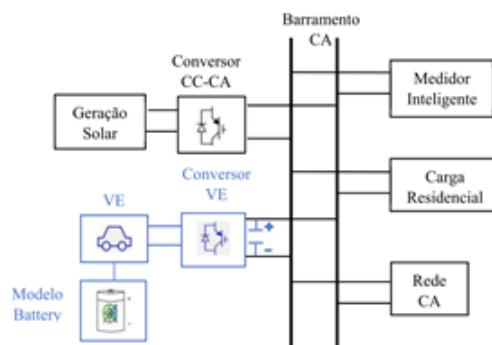 Barramento
CA
Conversor
CC-CA
Geração
Solar
Medidor
Inteligente
Conversor
VE
VE
+
-
Carga
Residencial
Modelo
Battery
Rede
CA